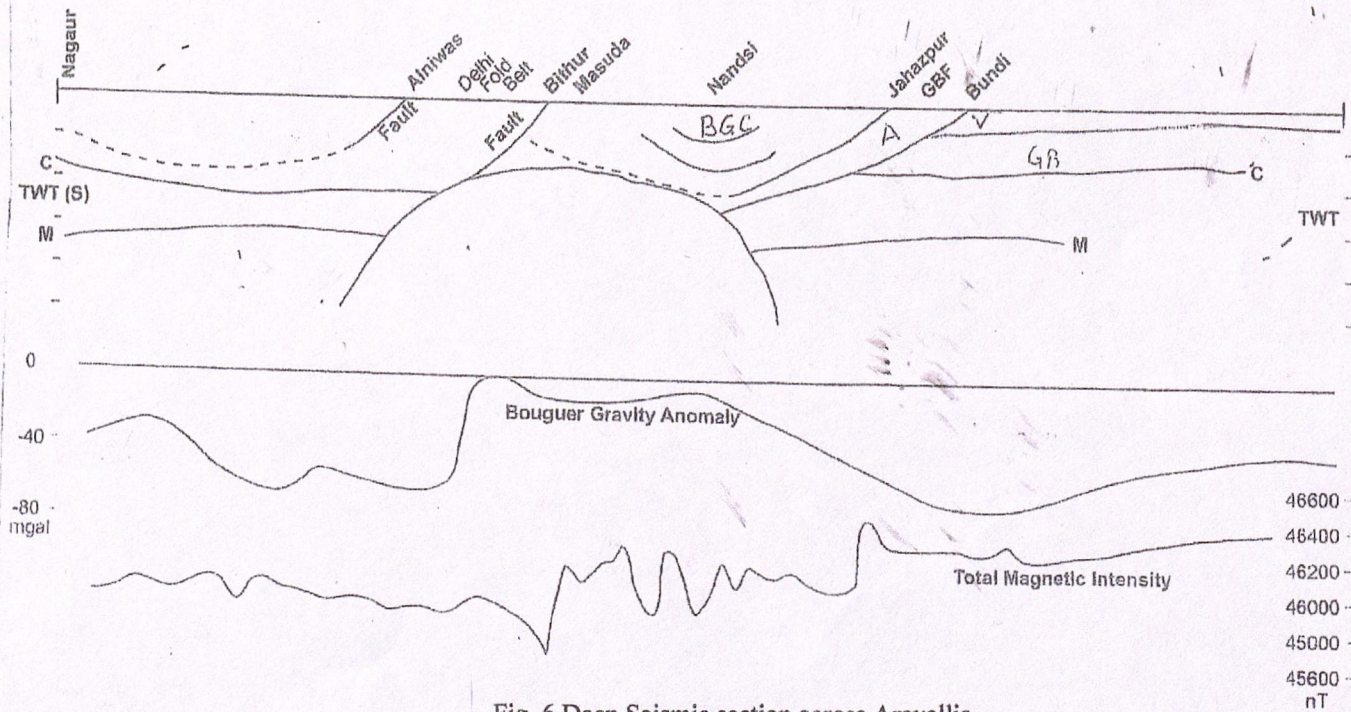 Nagaur
Alniwas
Fault
Delhi
Fold
Belt
Bithur
Masuda
Fault
Nandsi
BGC
Jahazpur
GBF
Bundi
A
V
GB
C
C
TWT (S)
TWT
M
M
0
-40
-80
mgal
Bouguer Gravity Anomaly
Total Magnetic Intensity
46600
46400
46200
46000
45000
45600
nT
Fig. 6 Deep Seismic section across Aravallis